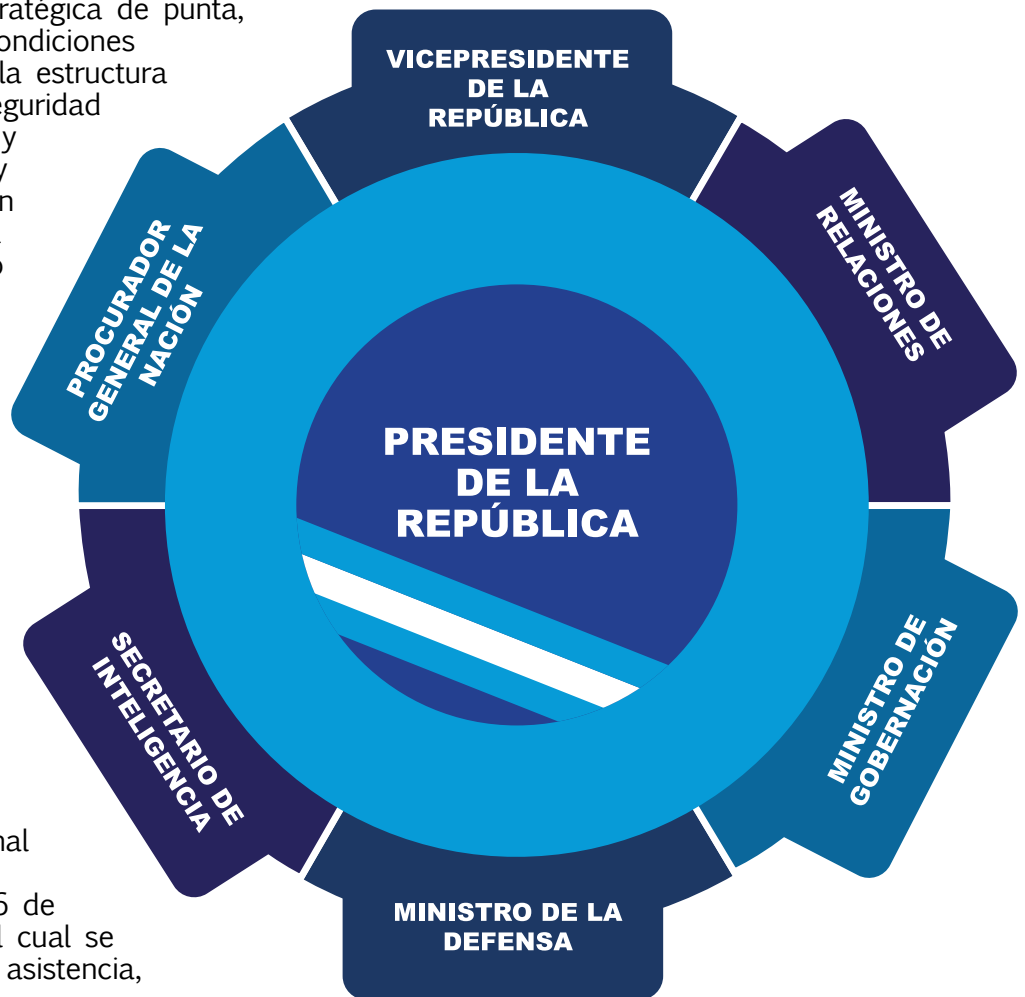 ratégica de punta,
ondiciones
la estructura
eguridad
y
y
n
o
VICEPRESIDENTE
DE LA
REPÚBLICA
MINISTRO DE
RELACIONES
MINISTRO DE
GOBERNACIÓN
MINISTRO DE LA
DEFENSA
SECRETARIO DE
INTELIGENCIA
PROCURADOR
GENERAL DE LA
NACIÓN
PRESIDENTE
DE LA
REPÚBLICA
nal
de
l cual se
asistencia,